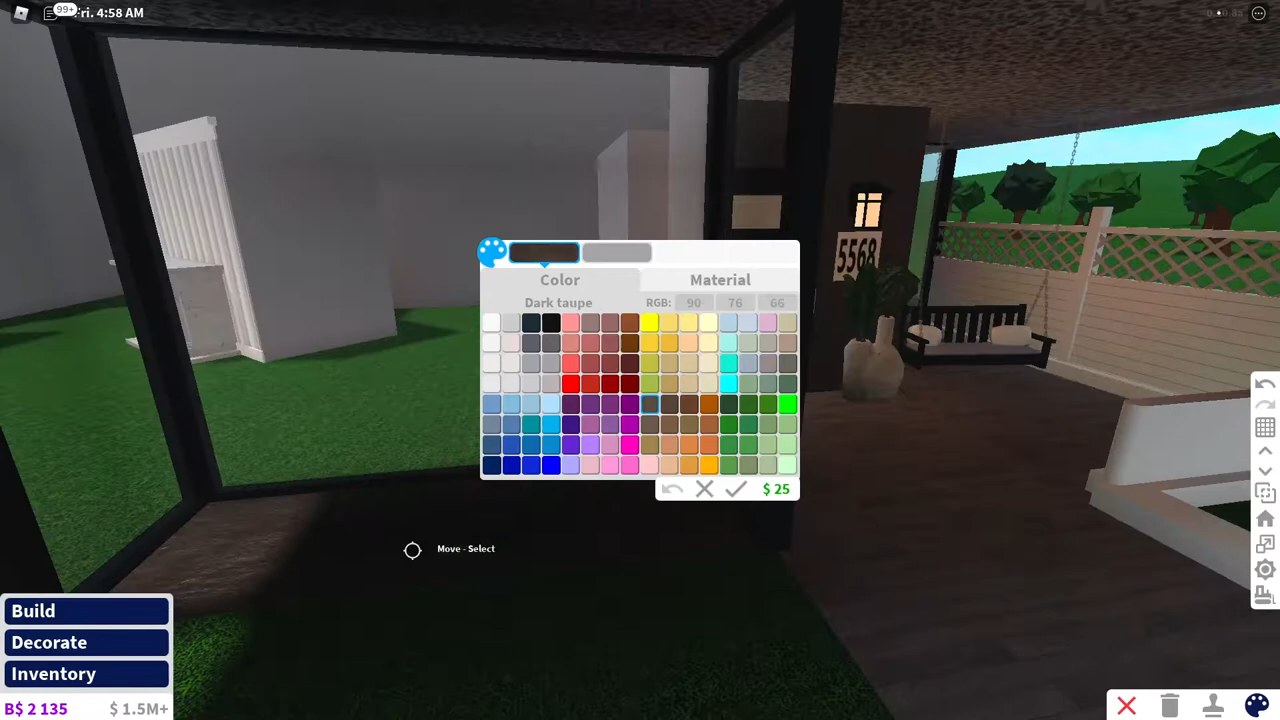 99+
Fri. 4:58 AM
5568
Color
Material
Dark taupe
RGB: 90 76 66
$ 25
Move - Select
Build
Decorate
Inventory
B$ 2 135
$ 1.5M+